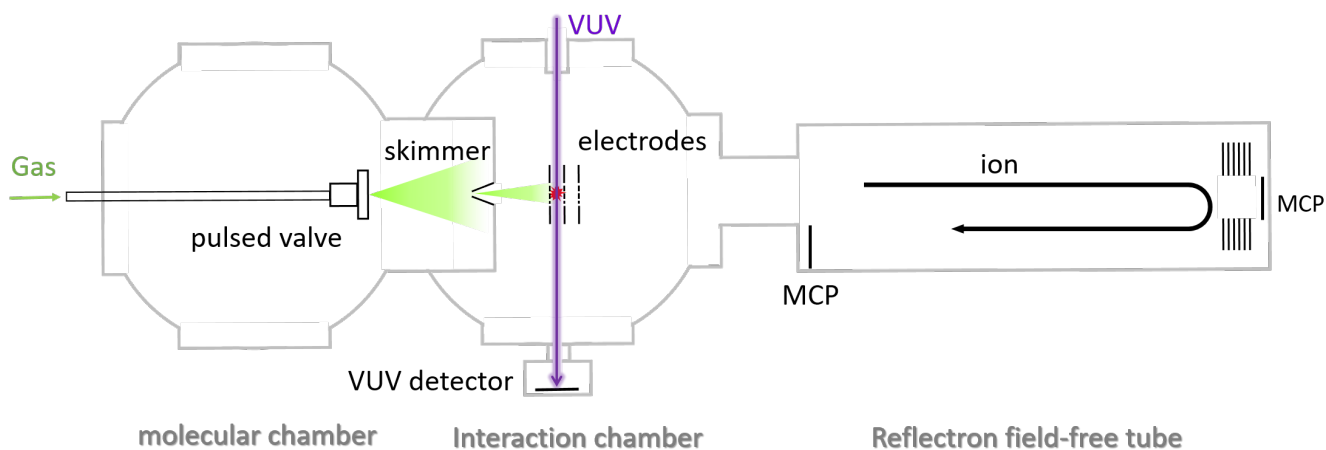 VUV
electrodes
skimmer
Gas
ion
MCP
pulsed valve
MCP
VUV detector
molecular chamber
Interaction chamber
Reflectron field-free tube